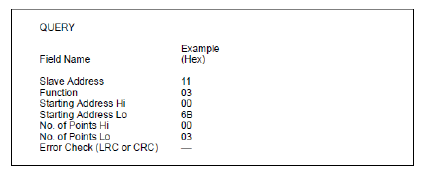 QUERY
Example
Field Name (Hex)
Slave Address 11
Function 03
Starting Address Hi 00
Starting Address Lo 6B
No. of Points Hi 00
No. of Points Lo 03
Error Check (LRC or CRC) —